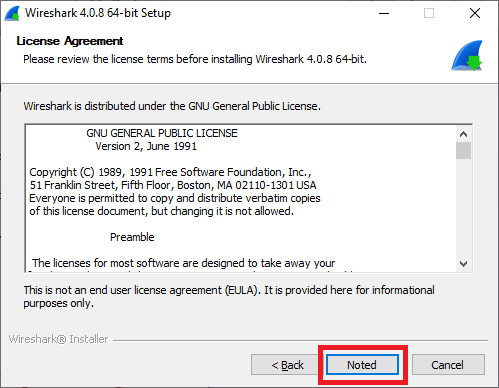 Wireshark 4.0.8 64-bit Setup
License Agreement
Please review the license terms before installing Wireshark 4.0.8 64-bit.
Wireshark is distributed under the GNU General Public License.
GNU GENERAL PUBLIC LICENSE
Version 2, June 1991
Copyright (C) 1989, 1991 Free Software Foundation, Inc.,
51 Franklin Street, Fifth Floor, Boston, MA 02110-1301 USA
Everyone is permitted to copy and distribute verbatim copies
of this license document, but changing it is not allowed.
Preamble
The licenses for most software are designed to take away your
This is not an end user license agreement (EULA). It is provided here for informational
purposes only.
Wireshark® Installer
< Back
Noted
Cancel